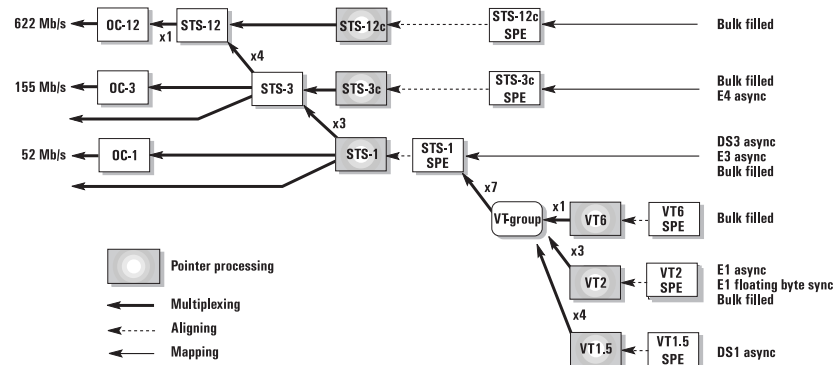 622 Mb/s
OC-12
x1
STS-12
STS-12c
STS-12c
SPE
Bulk filled
x4
155 Mb/s
OC-3
STS-3
STS-3c
STS-3c
SPE
Bulk filled
E4 async
x3
52 Mb/s
OC-1
STS-1
STS-1
SPE
DS3 async
E3 async
Bulk filled
x7
VT-group
x1
VT6
VT6
SPE
Bulk filled
x3
VT2
VT2
SPE
E1 async
E1 floating byte sync
Bulk filled
x4
VT1.5
VT1.5
SPE
DS1 async
Pointer processing
Multiplexing
Aligning
Mapping